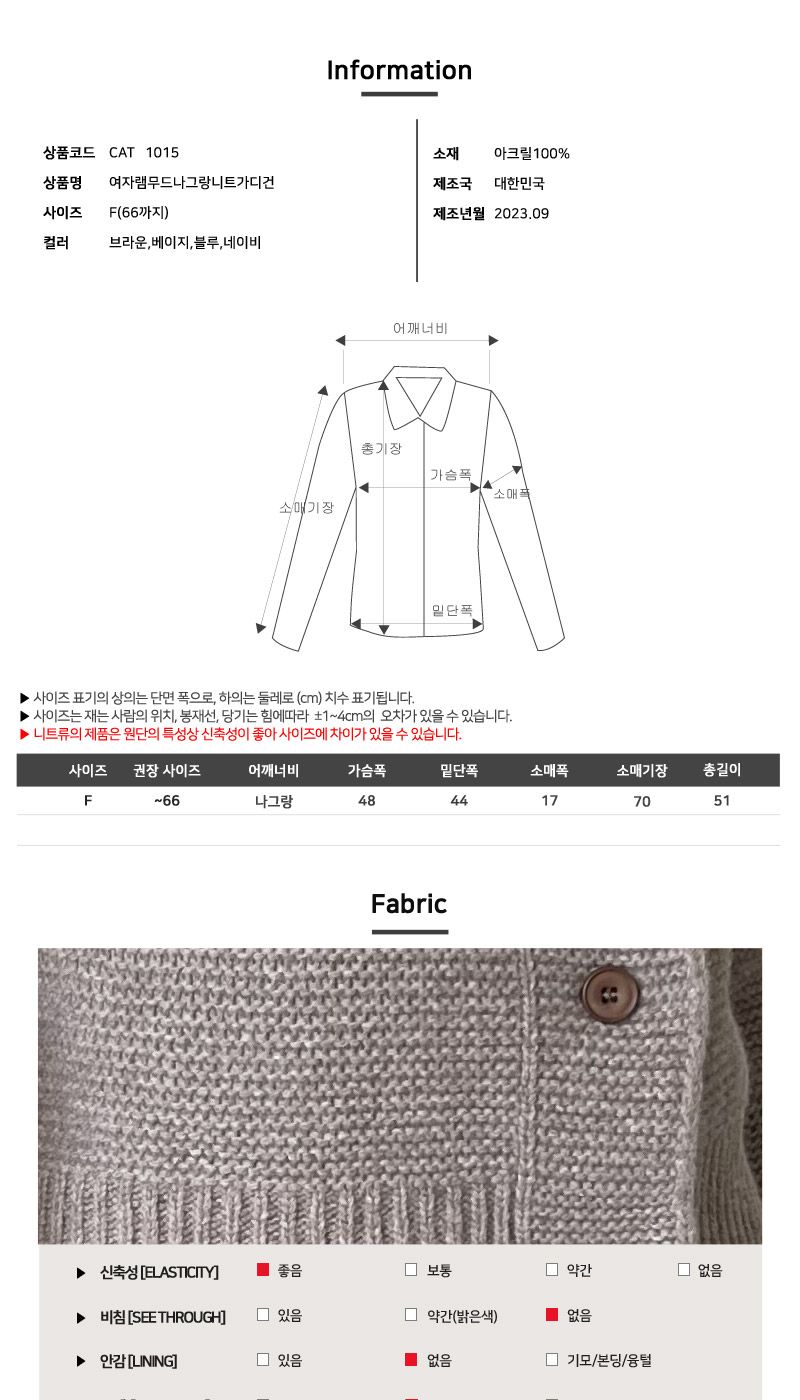 Information
상품코드 CAT 1015
상품명 여자램무드나그랑니트가디건
사이즈 F(66까지)
컬러 브라운,베이지,블루,네이비
소재 아크릴100%
제조국 대한민국
제조년월 2023.09
어깨너비
총기장
가슴폭
소매폭
소매기장
밑단폭
▶ 사이즈 표기의 상의는 단면 폭으로, 하의는 둘레로 (cm) 치수 표기됩니다.
▶ 사이즈는 재는 사람의 위치, 봉재선, 당기는 힘에따라 ±1~4cm의 오차가 있을 수 있습니다.
▶ 니트류의 제품은 원단의 특성상 신축성이 좋아 사이즈에 차이가 있을 수 있습니다.
사이즈 권장 사이즈 어깨너비 가슴폭 밑단폭 소매폭 소매기장 총길이
F ~66 나그랑 48 44 17 70 51
Fabric
▶ 신축성 [ELASTICITY] 좋음 보통 약간 없음
▶ 비침 [SEE THROUGH] 있음 약간(밝은색) 없음
▶ 안감 [LINING] 있음 없음 기모/본딩/융털